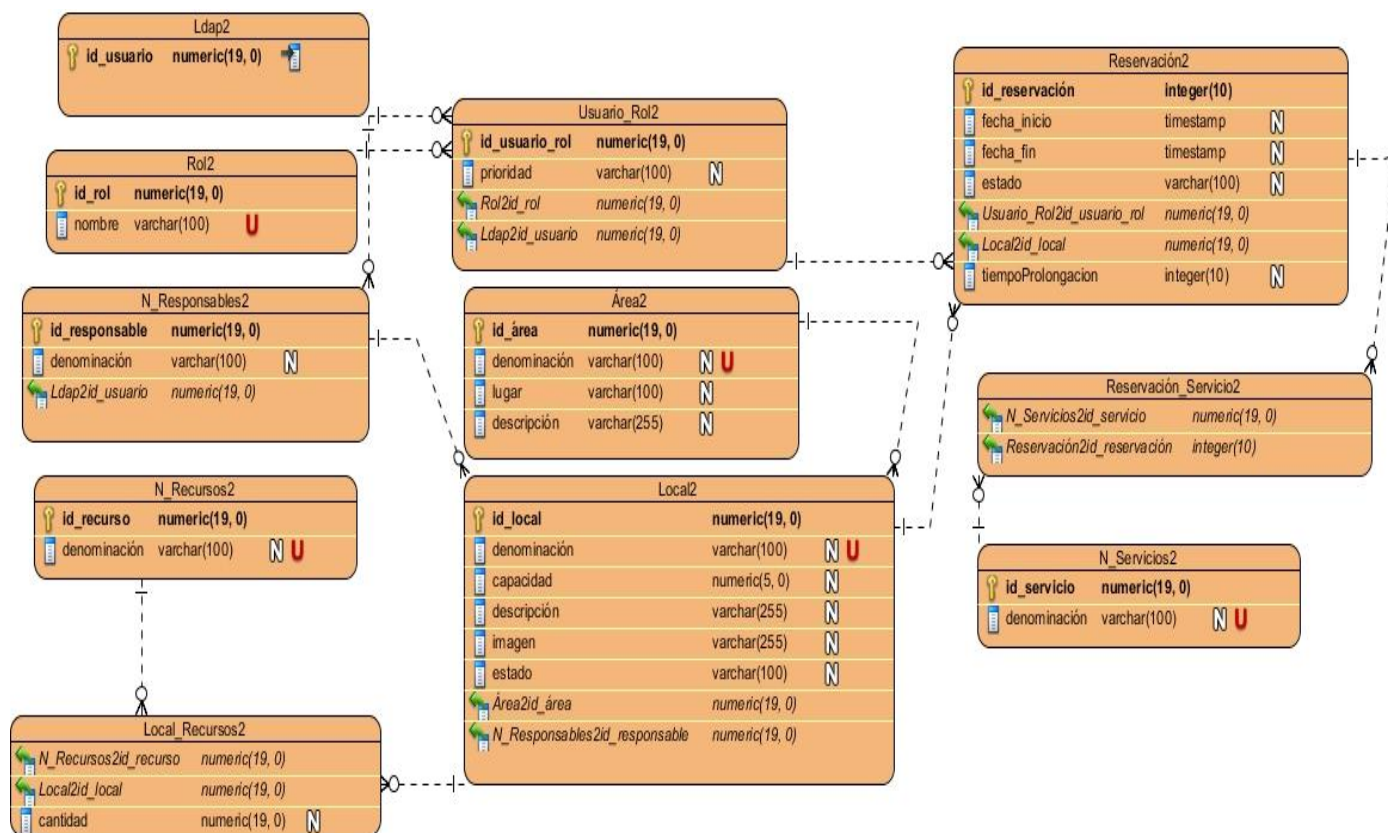 Ldap2
id_usuario numeric(19, 0)
Rol2
id_rol numeric(19, 0)
nombre varchar(100) U
Usuario_Rol2
id_usuario_rol numeric(19, 0)
prioridad varchar(100) N
Rol2id_rol numeric(19, 0)
Ldap2id_usuario numeric(19, 0)
Reservación2
id_reservación integer(10)
fecha_inicio timestamp N
fecha_fin timestamp N
estado varchar(100) N
Usuario_Rol2id_usuario_rol numeric(19, 0)
Local2id_local numeric(19, 0)
tiempoProlongacion integer(10) N
N_Responsables2
id_responsable numeric(19, 0)
denominación varchar(100) N
Ldap2id_usuario numeric(19, 0)
Área2
id_área numeric(19, 0)
denominación varchar(100) N U
lugar varchar(100) N
descripción varchar(255) N
Reservación_Servicio2
N_Servicios2id_servicio numeric(19, 0)
Reservación2id_reservación integer(10)
N_Recursos2
id_recurso numeric(19, 0)
denominación varchar(100) N U
Local2
id_local numeric(19, 0)
denominación varchar(100) N U
capacidad numeric(5, 0) N
descripción varchar(255) N
imagen varchar(255) N
estado varchar(100) N
Área2id_área numeric(19, 0)
N_Responsables2id_responsable numeric(19, 0)
N_Servicios2
id_servicio numeric(19, 0)
denominación varchar(100) N U
Local_Recursos2
N_Recursos2id_recurso numeric(19, 0)
Local2id_local numeric(19, 0)
cantidad numeric(19, 0) N